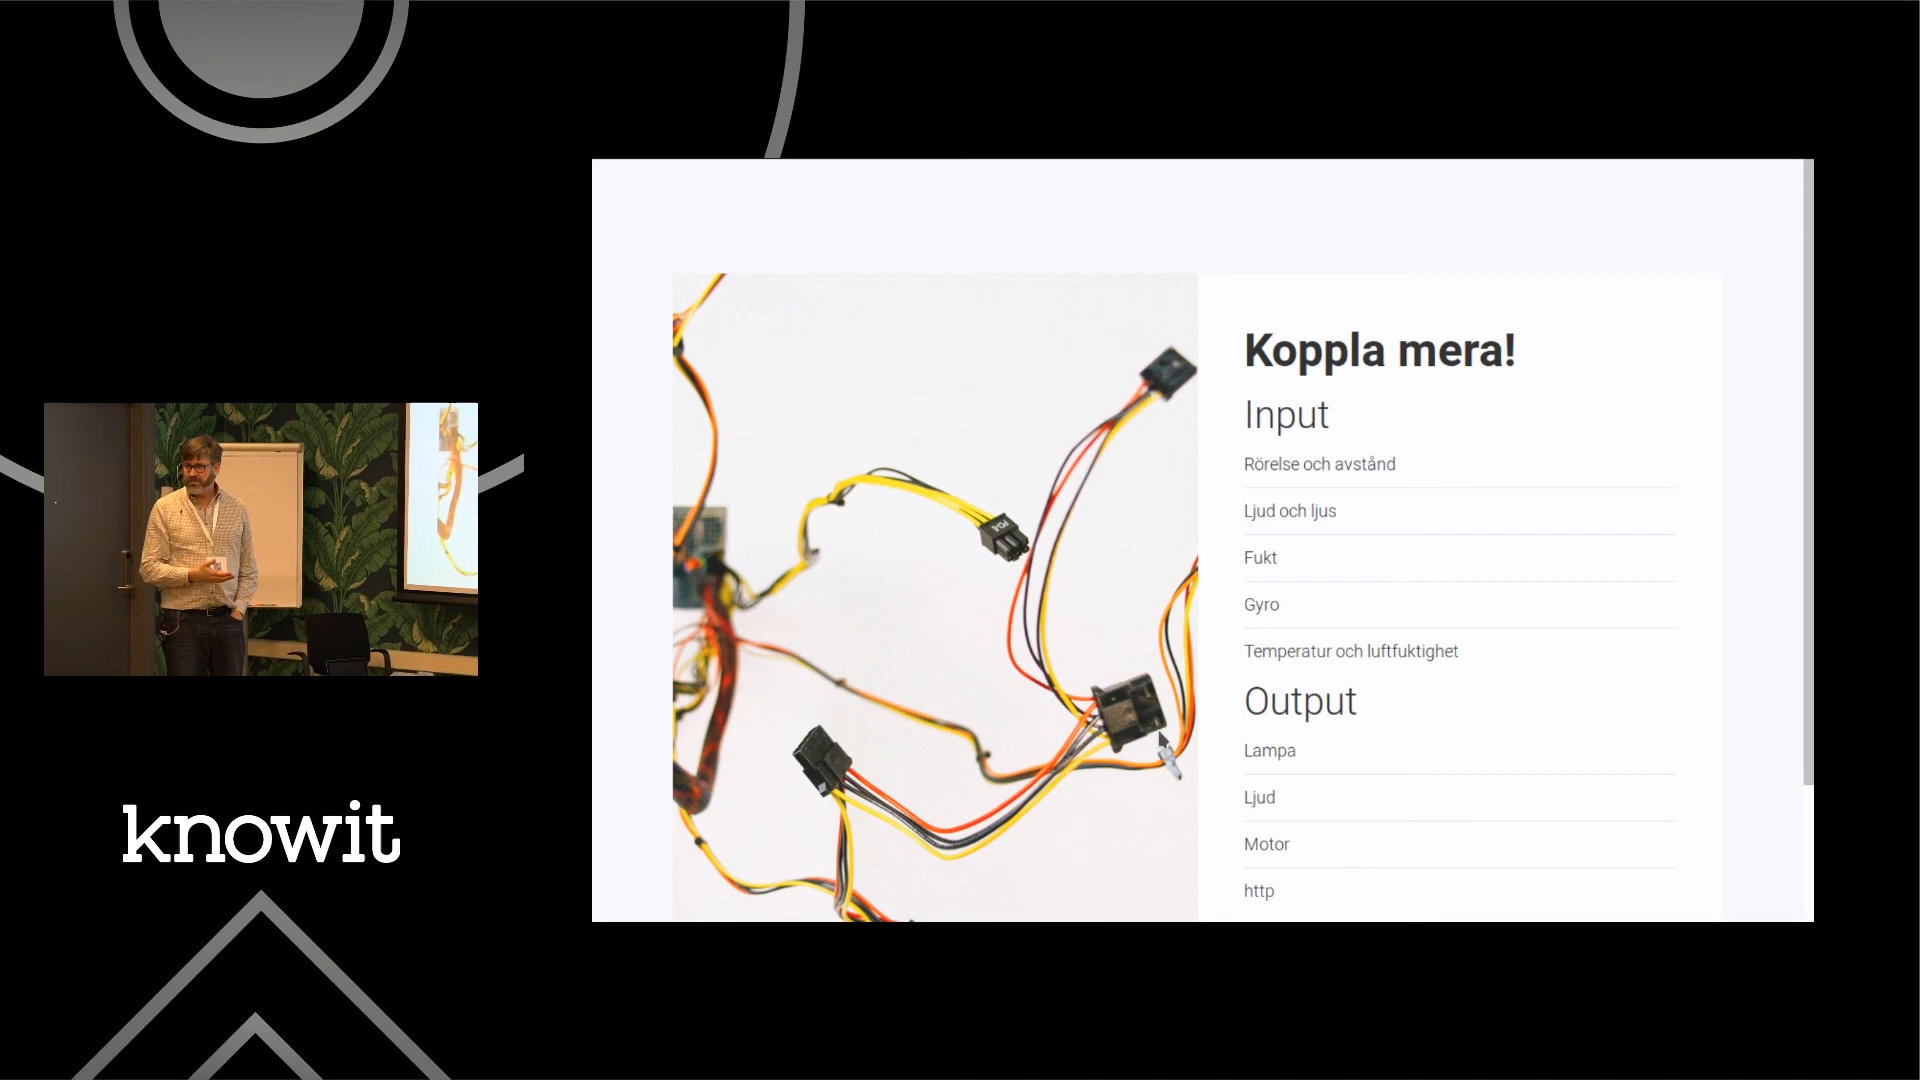 Koppla mera!
Input
Rörelse och avstånd
Ljud och ljus
Fukt
Gyro
Temperatur och luftfuktighet
Output
Lampa
Ljud
Motor
http
knowit